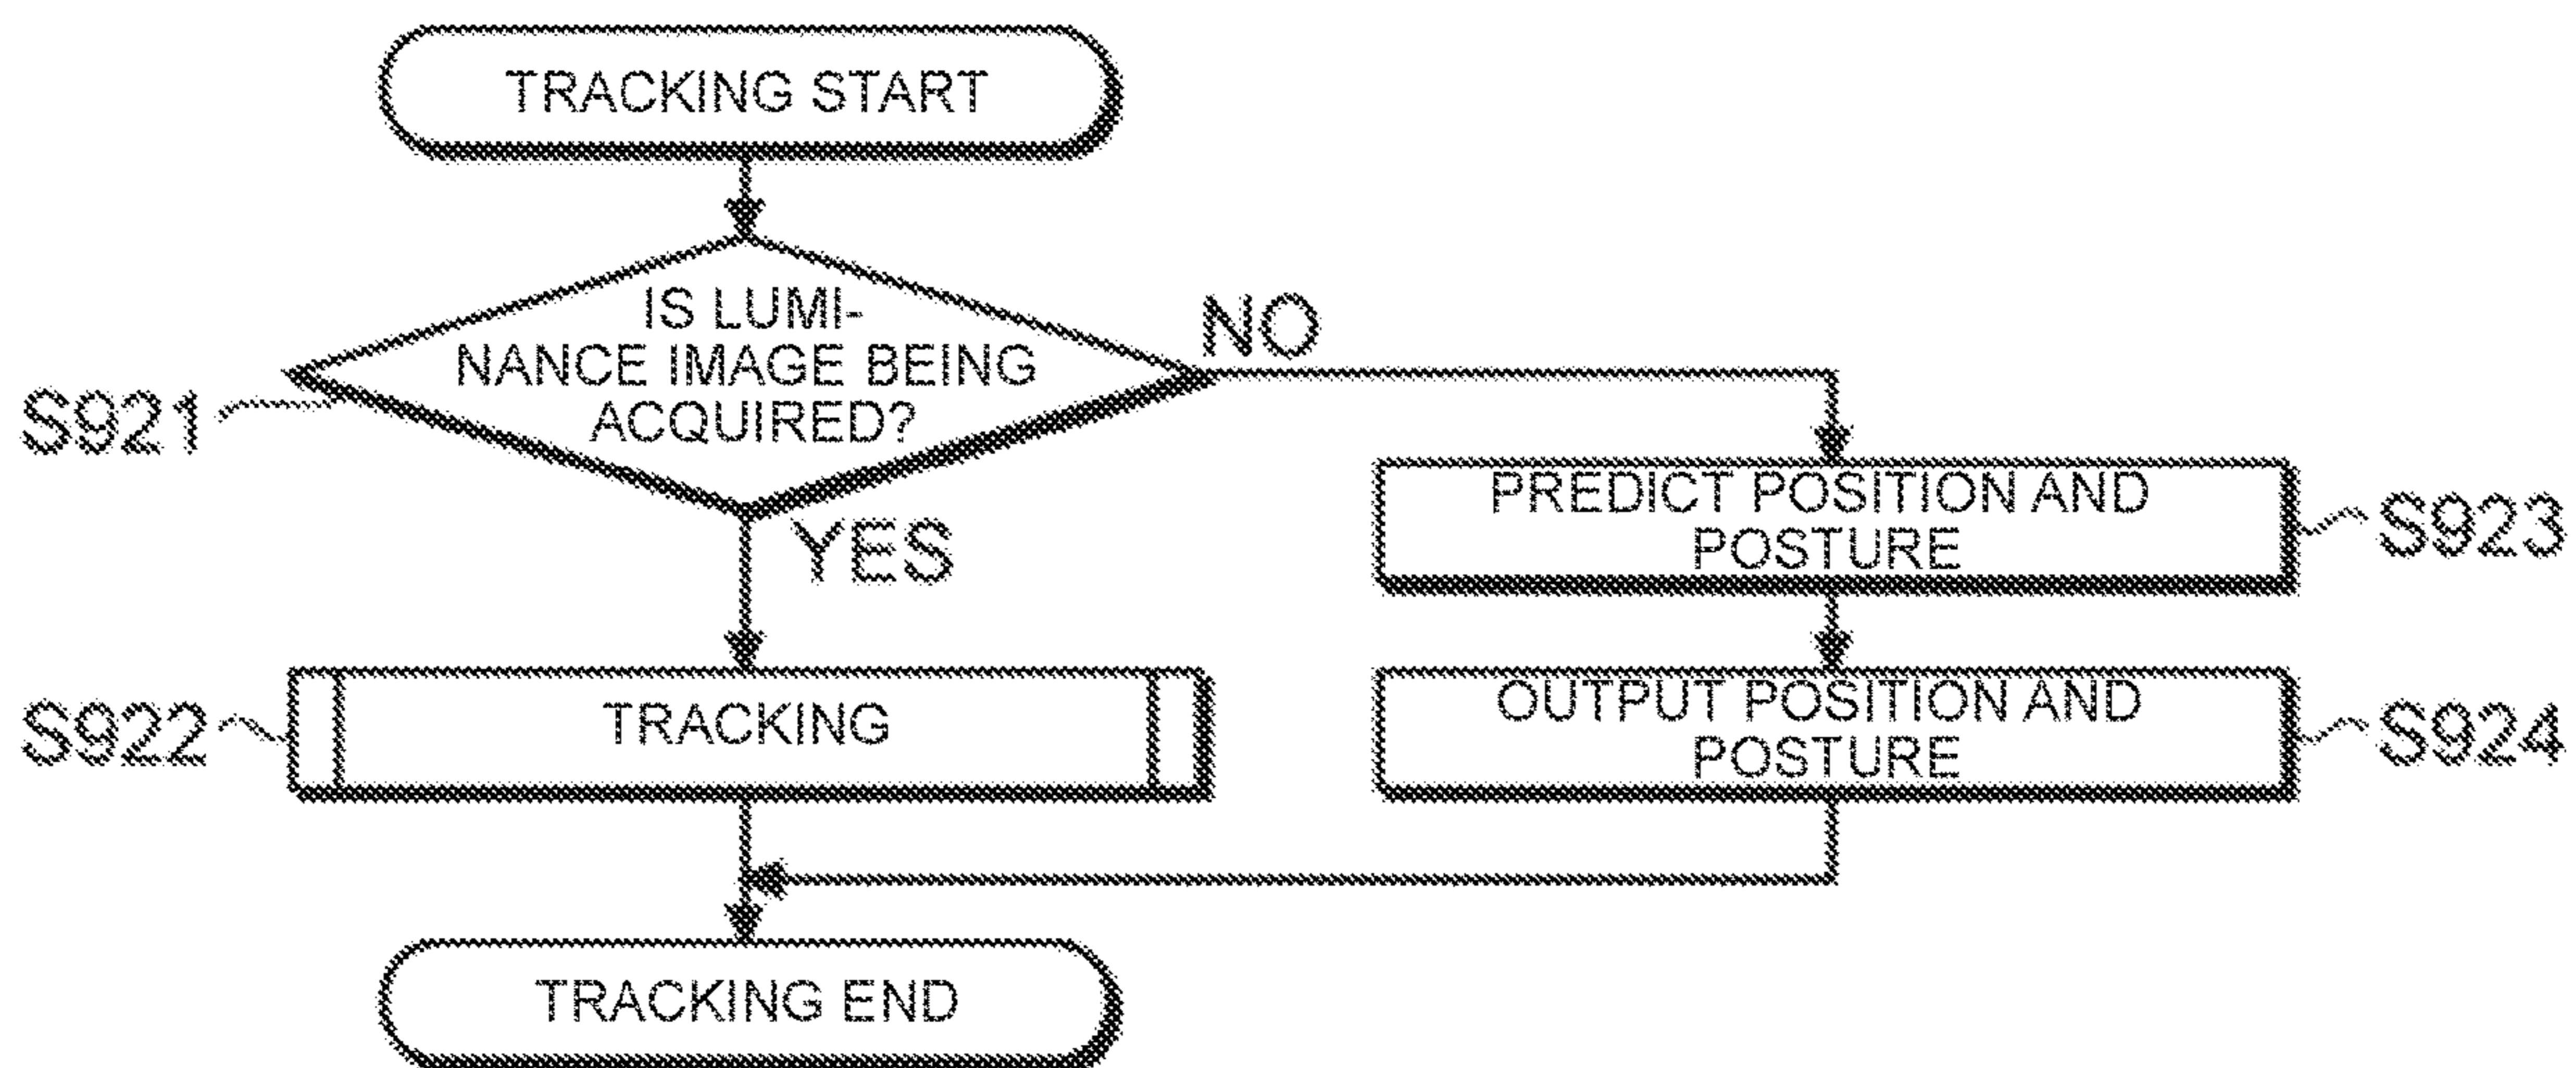 TRACKING START
IS LUMI-
NANCE IMAGE BEING
ACQUIRED?
NO
S921
YES
PREDICT POSITION AND
POSTURE
S923
S922
TRACKING
OUTPUT POSITION AND
POSTURE
S924
TRACKING END